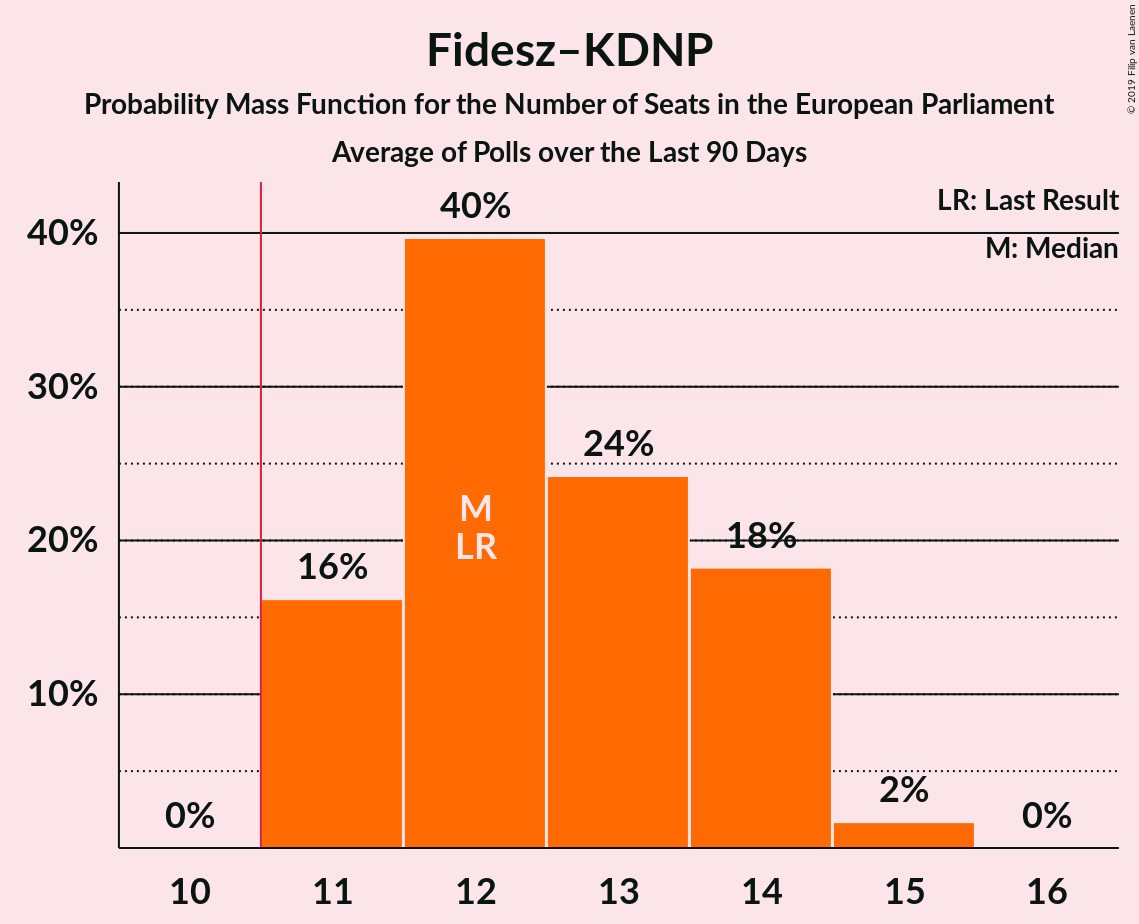 Fidesz–KDNP
Probability Mass Function for the Number of Seats in the European Parliament
Average of Polls over the Last 90 Days
© 2019 Filip van Laenen
LR: Last Result
M: Median
40%
30%
20%
10%
0%
16%
40%
M
LR
24%
18%
2%
0%
10 11 12 13 14 15 16